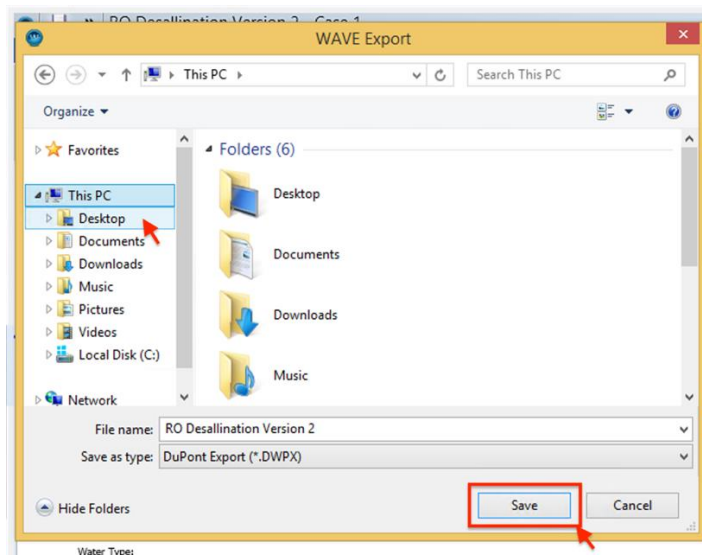 RO Desallination Version 2 - Case 1
WAVE Export
This PC
Search This PC
Organize
Favorites
This PC
Desktop
Documents
Downloads
Music
Pictures
Videos
Local Disk (C:)
Network
Folders (6)
Desktop
Documents
Downloads
Music
File name: RO Desallination Version 2
Save as type: DuPont Export (*.DWPX)
Hide Folders
Save
Cancel
Water Type: